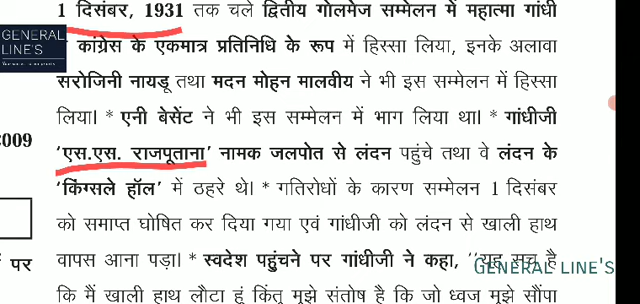 1 दिसंबर, 1931 तक चले द्वितीय गोलमेज सम्मेलन में महात्मा गांधी
GENERAL
LINE'S
कांग्रेस के एकमात्र प्रतिनिधि के रूप में हिस्सा लिया, इनके अलावा
सरोजिनी नायडू तथा मदन मोहन मालवीय ने भी इस सम्मेलन में हिस्सा
लिया। * एनी बेसेंट ने भी इस सम्मेलन में भाग लिया था। * गांधीजी
2009
'एस.एस. राजपूताना' नामक जलपोत से लंदन पहुंचे तथा वे लंदन के
'किंग्सले हॉल' में ठहरे थे। * गतिरोधों के कारण सम्मेलन 1 दिसंबर
को समाप्त घोषित कर दिया गया एवं गांधीजी को लंदन से खाली हाथ
पर
वापस आना पड़ा। * स्वदेश पहुंचने पर गांधीजी ने कहा, ''यह सच है
GENERAL LINE'S
कि मैं खाली हाथ लौटा हूं किंतु मुझे संतोष है कि जो ध्वज मुझे सौंपा